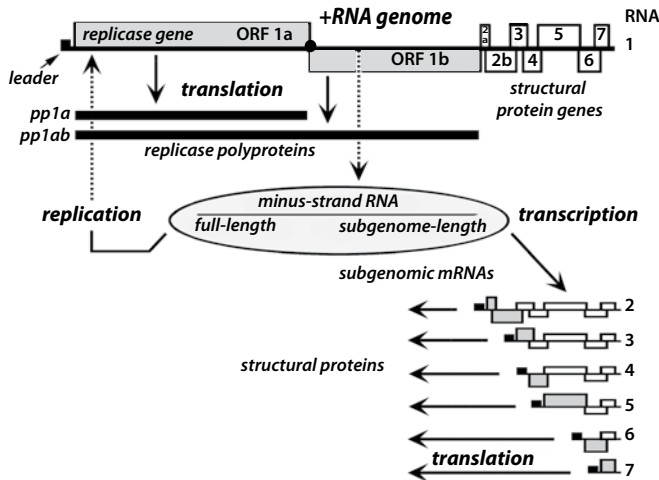 +RNA genome
RNA
replicase gene ORF 1a
2a 3 5 7
1
ORF 1b
2b 4 6
leader
translation
structural
protein genes
pp1a
pp1ab
replicase polyproteins
minus-strand RNA
replication
transcription
full-length subgenome-length
subgenomic mRNAs
2
3
structural proteins
4
5
6
translation
7